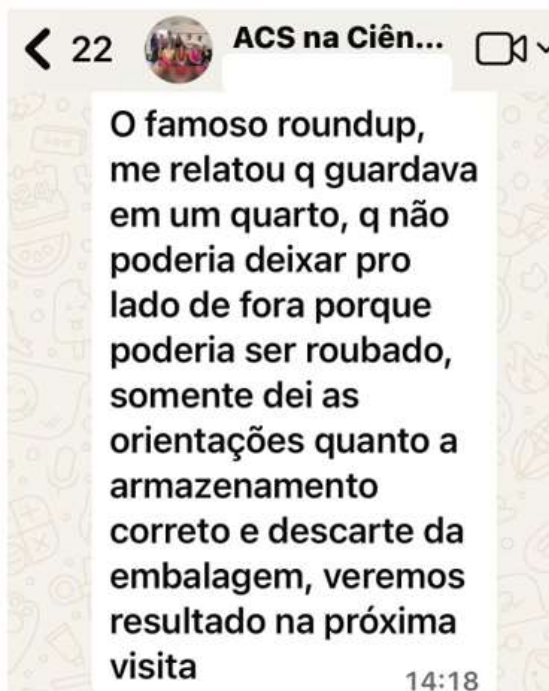 22
ACS na Ciên...
O famoso roundup,
me relatou q guardava
em um quarto, q não
poderia deixar pro
lado de fora porque
poderia ser roubado,
somente dei as
orientações quanto a
armazenamento
correto e descarte da
embalagem, veremos
resultado na próxima
visita
14:18